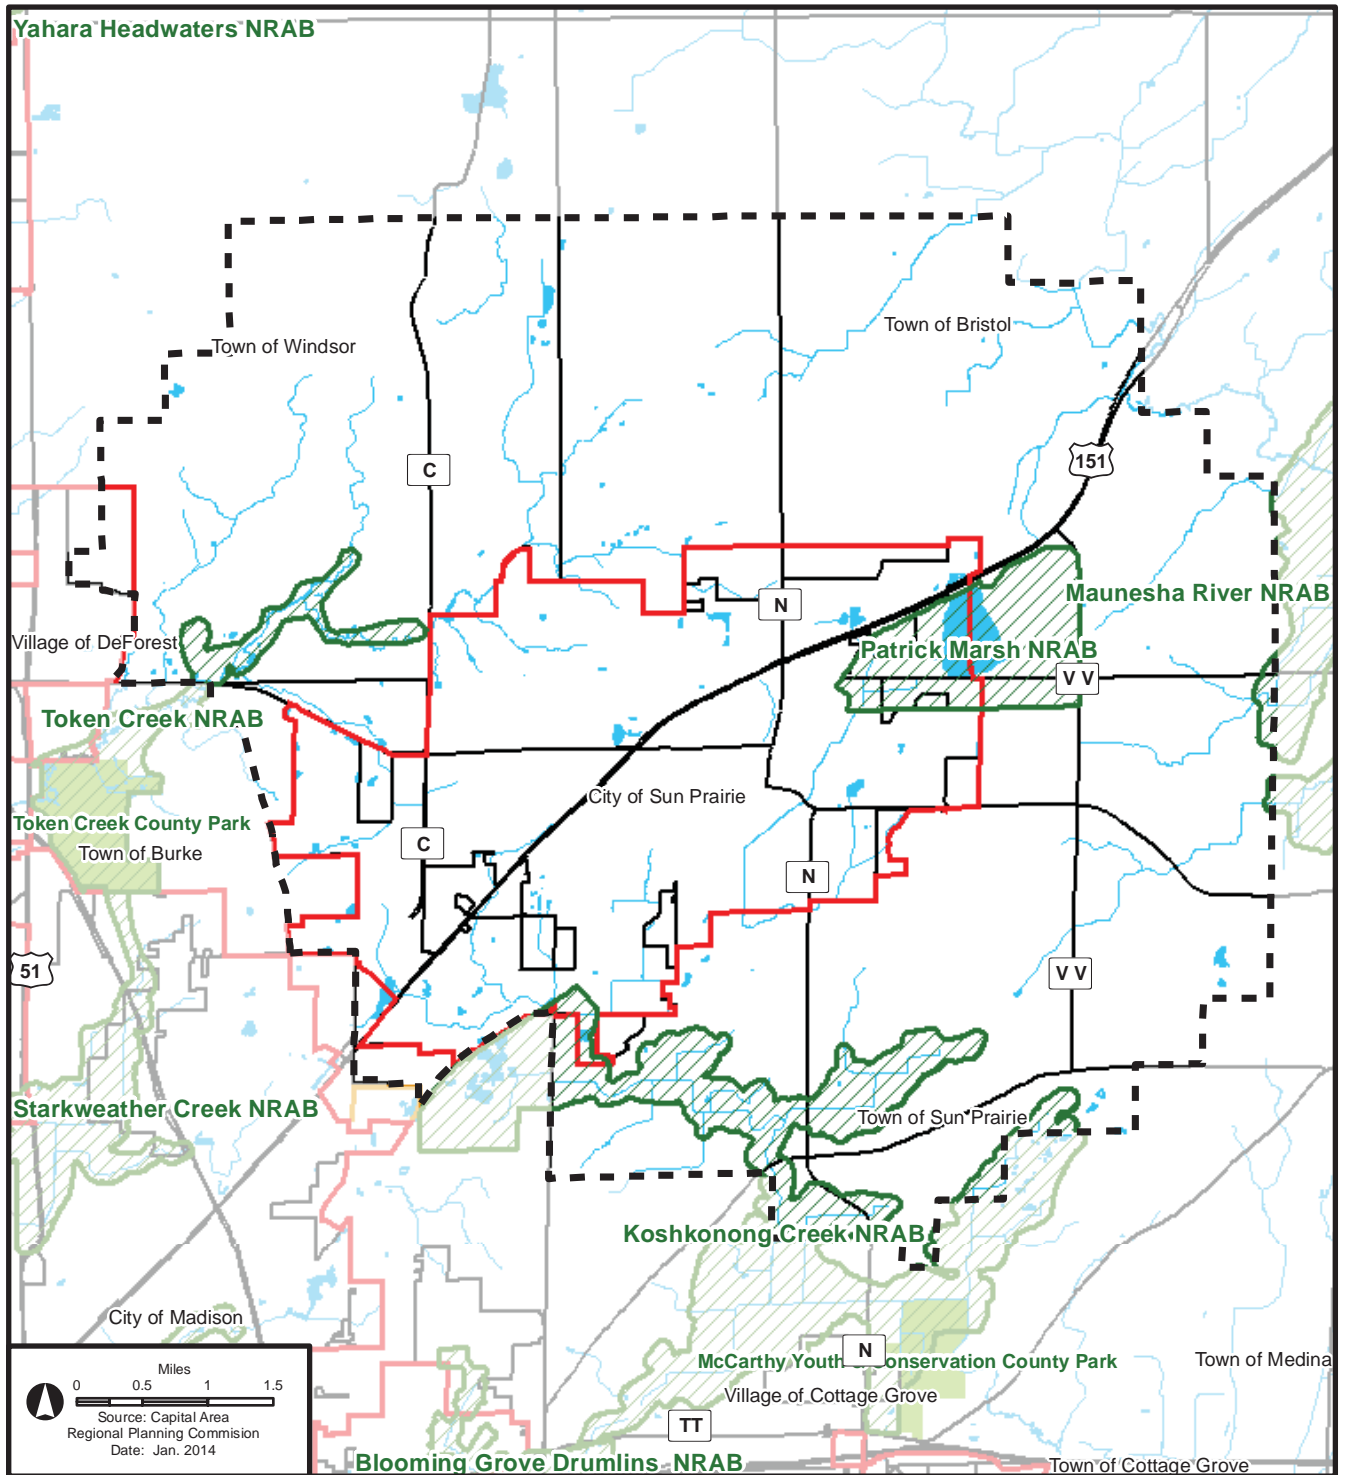 Yahara Headwaters NRAB
Town of Bristol
Town of Windsor
151
C
Maunesha River NRAB
N
Village of DeForest
Patrick Marsh NRAB
V V
Token Creek NRAB
City of Sun Prairie
Token Creek County Park
C
Town of Burke
N
51
V V
Starkweather Creek NRAB
Town of Sun Prairie
Koshkonong Creek NRAB
City of Madison
N
McCarthy Youth & Conservation County Park
Town of Medina
Village of Cottage Grove
TT
Blooming Grove Drumlins NRAB
Town of Cottage Grove
Miles
0 0.5 1 1.5
Source: Capital Area
Regional Planning Commision
Date: Jan. 2014